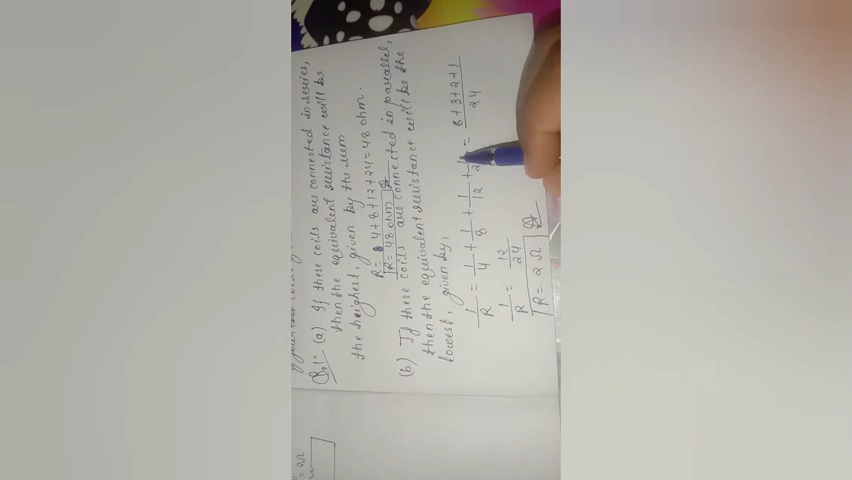 Sol:- (a) If these coils are connected in series,
then the equivalent resistance will be
the heighest, given by the sum
R = 4+8+12+24 = 48 ohm.
R = 48 ohm
(b) If these coils are connected in parallel,
then the equivalent resistance will be the
lowest, given by,
1/R = 1/4 + 1/8 + 1/12 + 1/2 = 6+3+2+1/24
1/R = 12/24
R = 2 Ω
= 2Ω